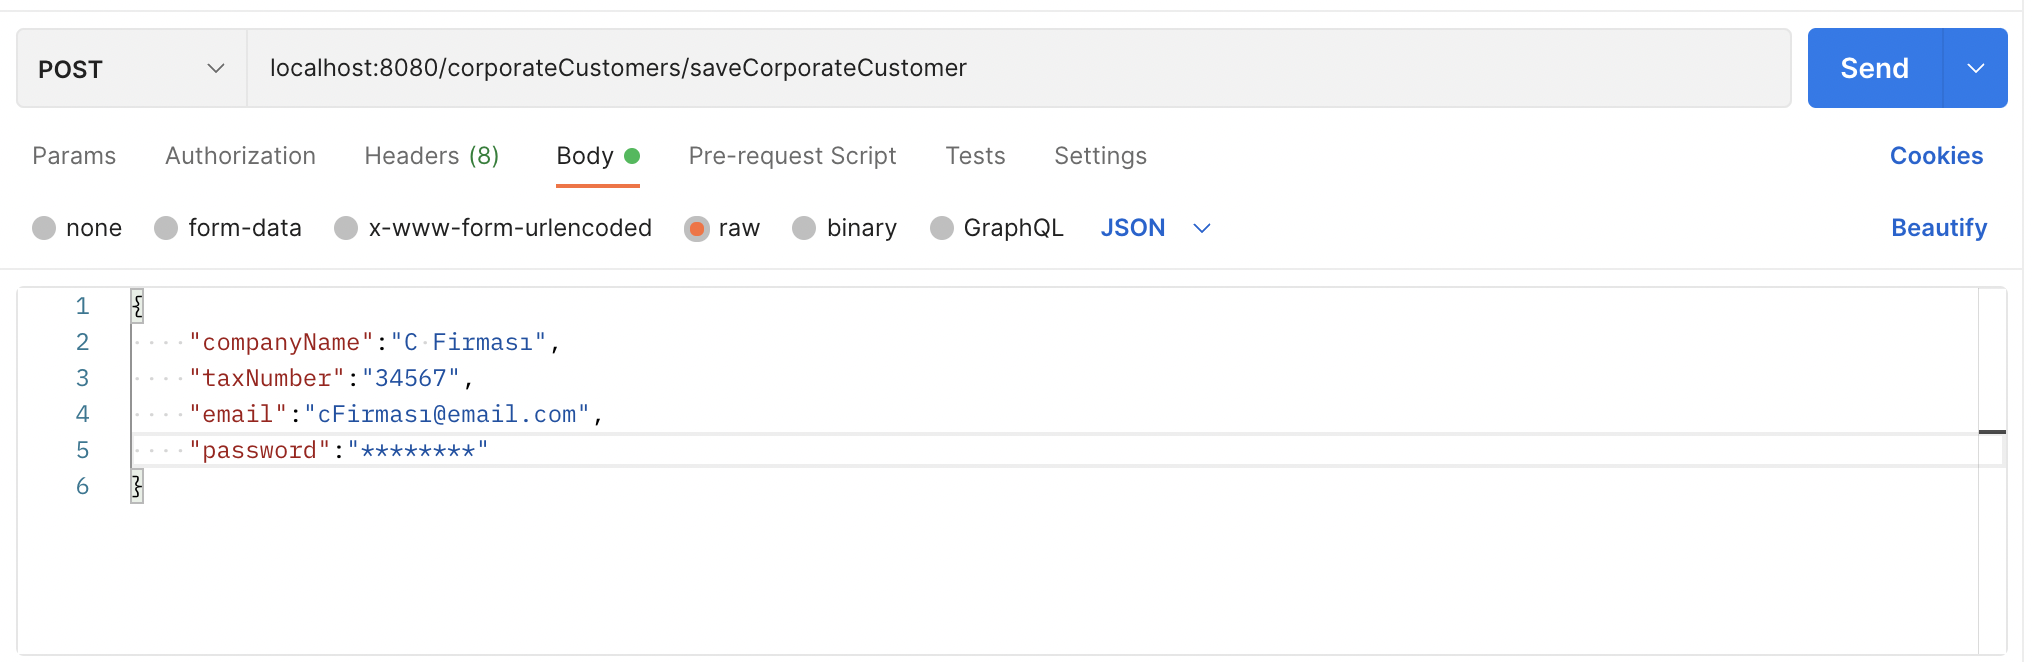 POST localhost:8080/corporateCustomers/saveCorporateCustomer Send
Params Authorization Headers (8) Body Pre-request Script Tests Settings Cookies
none form-data x-www-form-urlencoded raw binary GraphQL JSON Beautify
1 {
2 "companyName":"C Firması",
3 "taxNumber":"34567",
4 "email":"cFirması@email.com",
5 "password":"********"
6 }